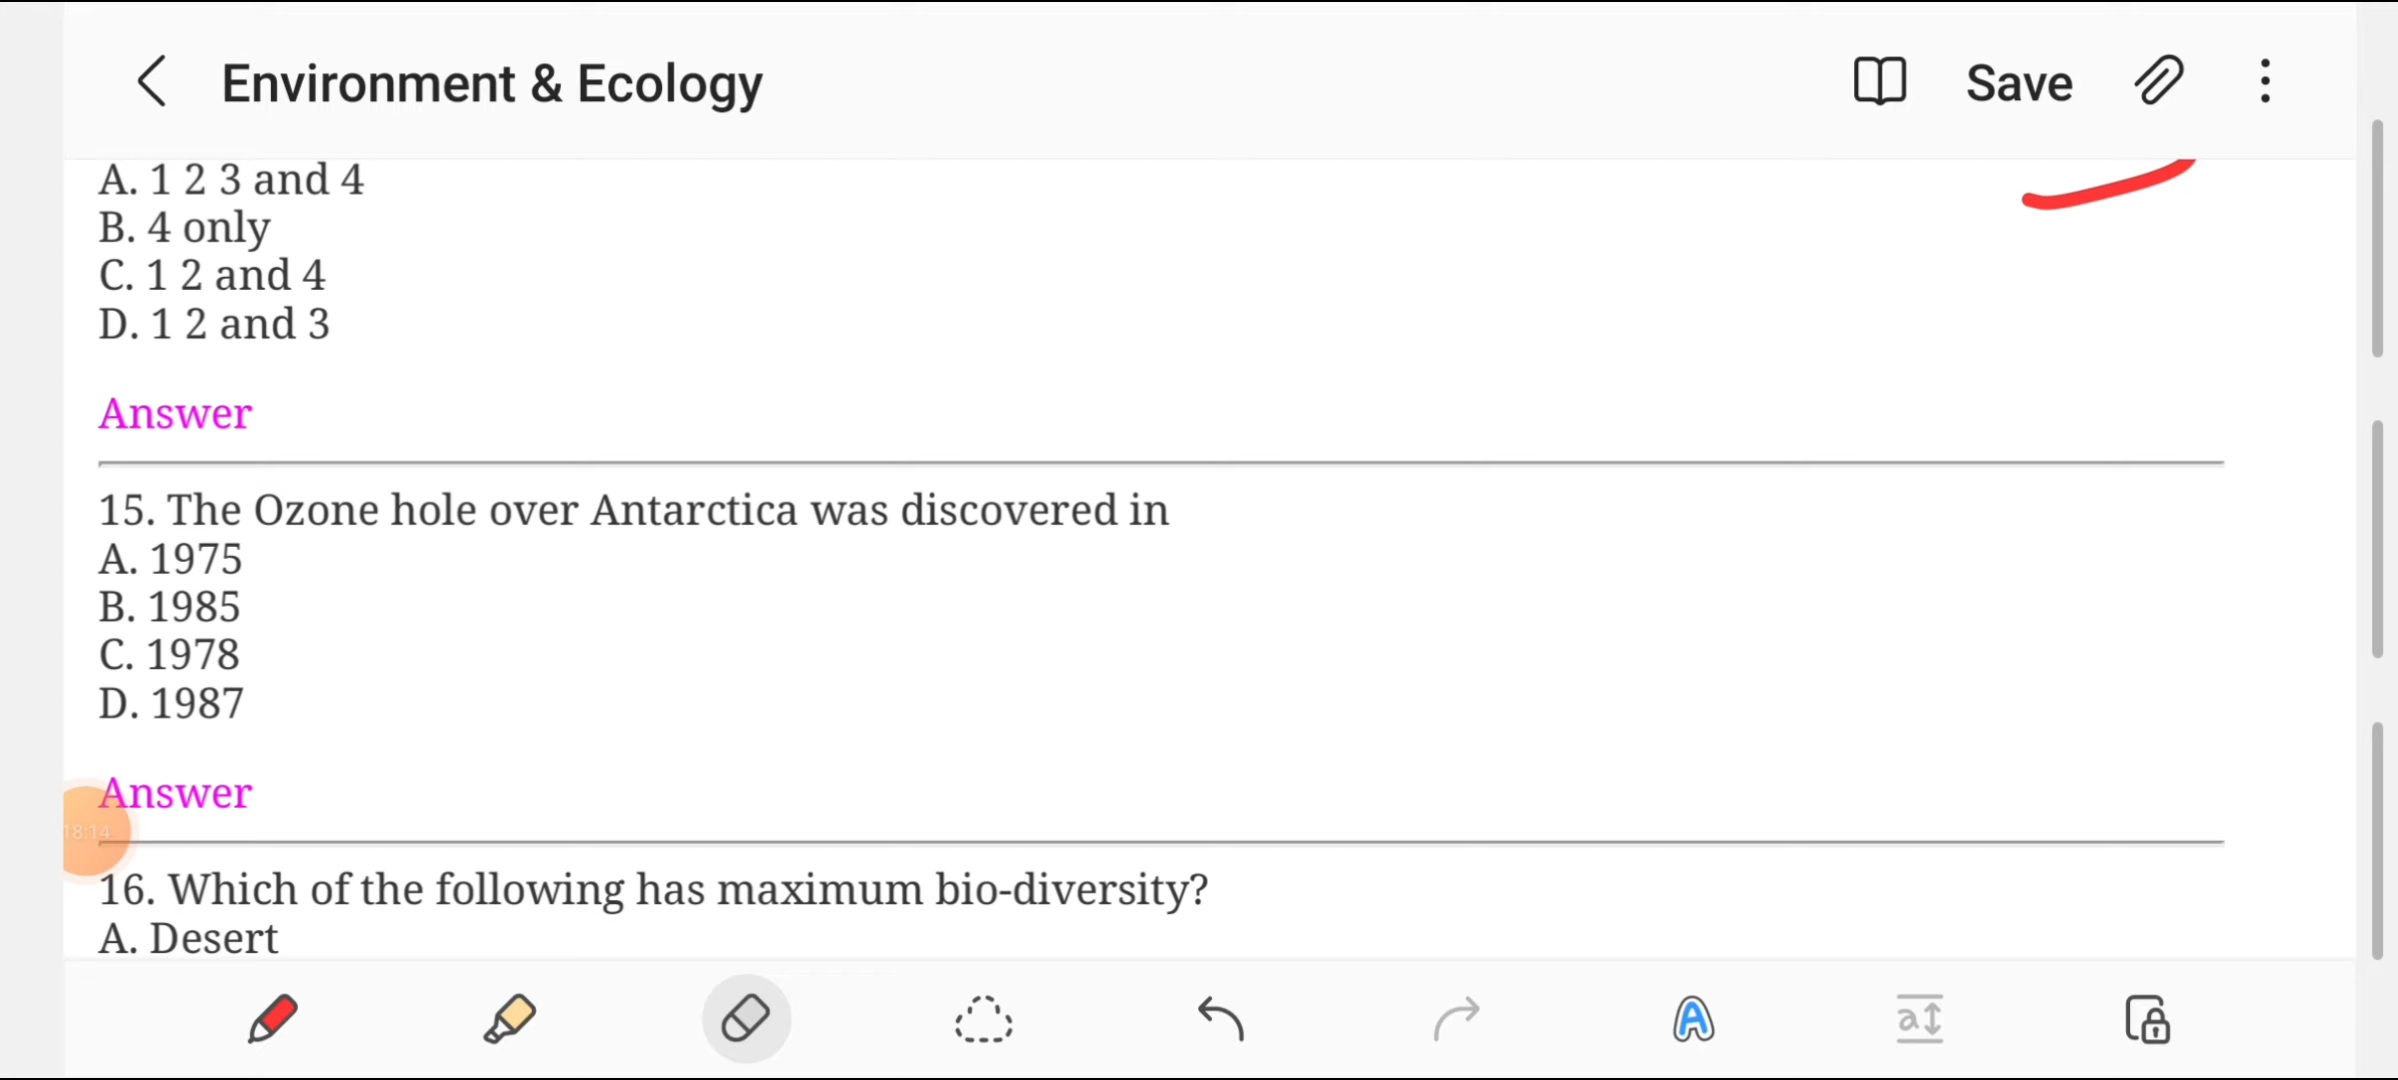 Environment & Ecology
Save
A. 1 2 3 and 4
B. 4 only
C. 1 2 and 4
D. 1 2 and 3
Answer
15. The Ozone hole over Antarctica was discovered in
A. 1975
B. 1985
C. 1978
D. 1987
Answer
18:14
16. Which of the following has maximum bio-diversity?
A. Desert
A
a